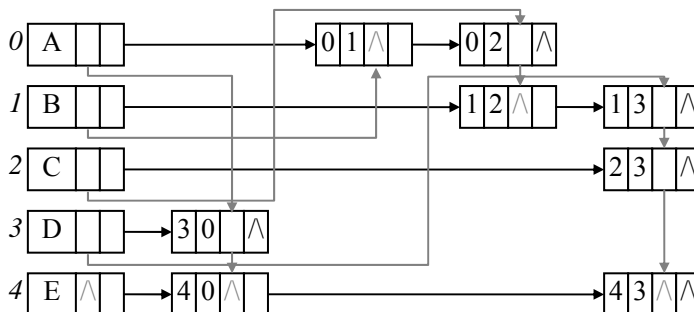 0 A 0 1 /\ 0 2 /\
1 B 1 2 /\ 1 3 /\
2 C 2 3 /\
3 D 3 0 /\
4 E /\ 4 0 /\ 4 3 /\ /\